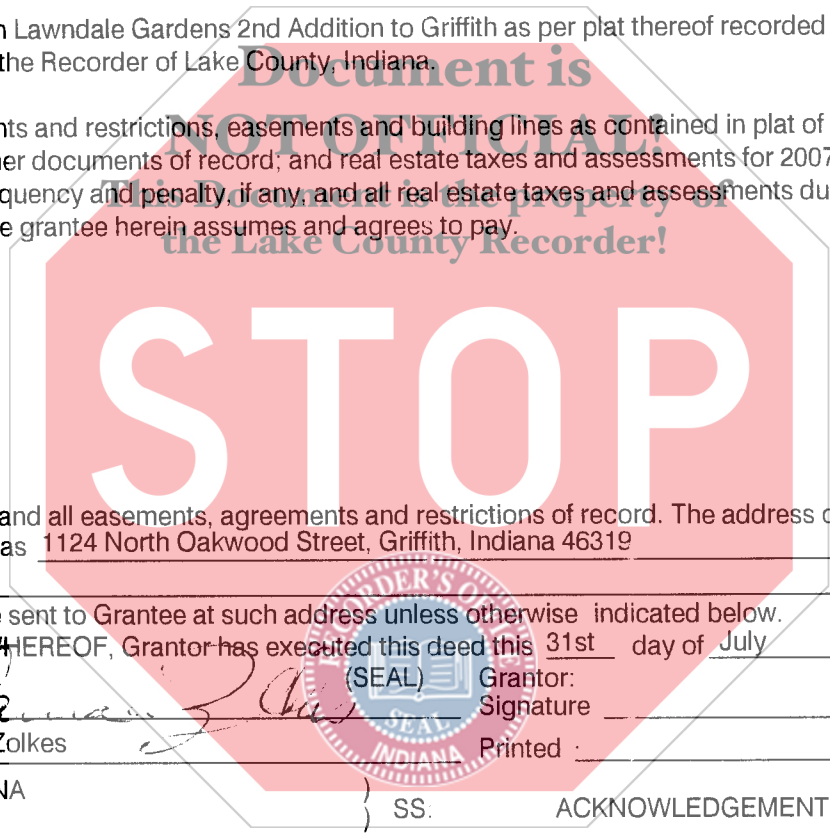 n Lawndale Gardens 2nd Addition to Griffith as per plat thereof recorded
the Recorder of Lake County, Indiana.
Document is
NOT OFFICIAL!
nts and restrictions, easements and building lines as contained in plat of
er documents of record; and real estate taxes and assessments for 2007
quency and penalty, if any, and all real estate taxes and assessments du
This Document is the property of
e grantee herein assumes and agrees to pay.
the Lake County Recorder!
STOP
and all easements, agreements and restrictions of record. The address o
as 1124 North Oakwood Street, Griffith, Indiana 46319
e sent to Grantee at such address unless otherwise indicated below.
HEREOF, Grantor has executed this deed this 31st day of July
(SEAL) Grantor:
Signature
Zolkes Printed
RECORDER'S OFFICE
SEAL
INDIANA
NA
) SS: ACKNOWLEDGEMENT
)